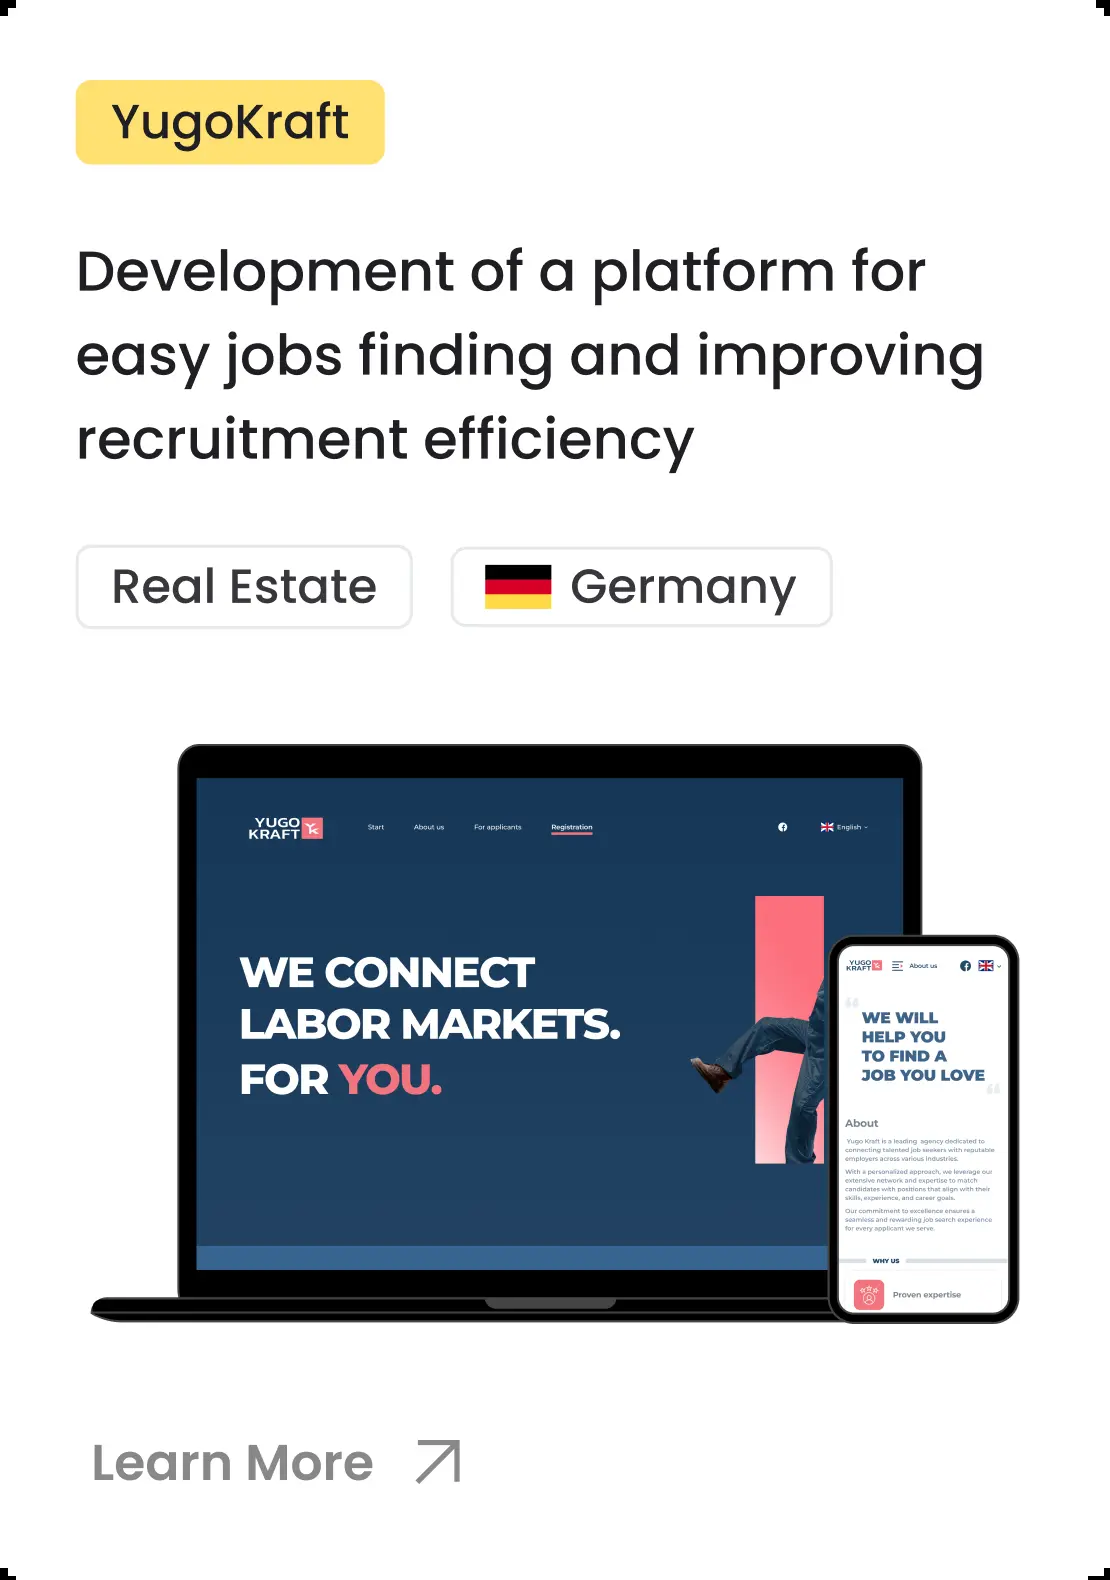 YugoKraft
Development of a platform for
easy jobs finding and improving
recruitment efficiency
Real Estate
Germany
YUGO
KRAFT
Start
About us
For applicants
Registration
English
WE CONNECT
LABOR MARKETS.
FOR YOU.
YUGO
KRAFT
About us
“
WE WILL
HELP YOU
TO FIND A
JOB YOU LOVE
“
About
Yugo Kraft is a leading agency dedicated to
connecting talented job seekers with reputable
employers across various industries.
With a personalized approach, we leverage our
extensive network and expertise to match
candidates with positions that align with their
skills, experience, and career goals.
Our commitment to excellence ensures a
seamless and rewarding job search experience
for every applicant we serve.
WHY US
Proven expertise
Learn More